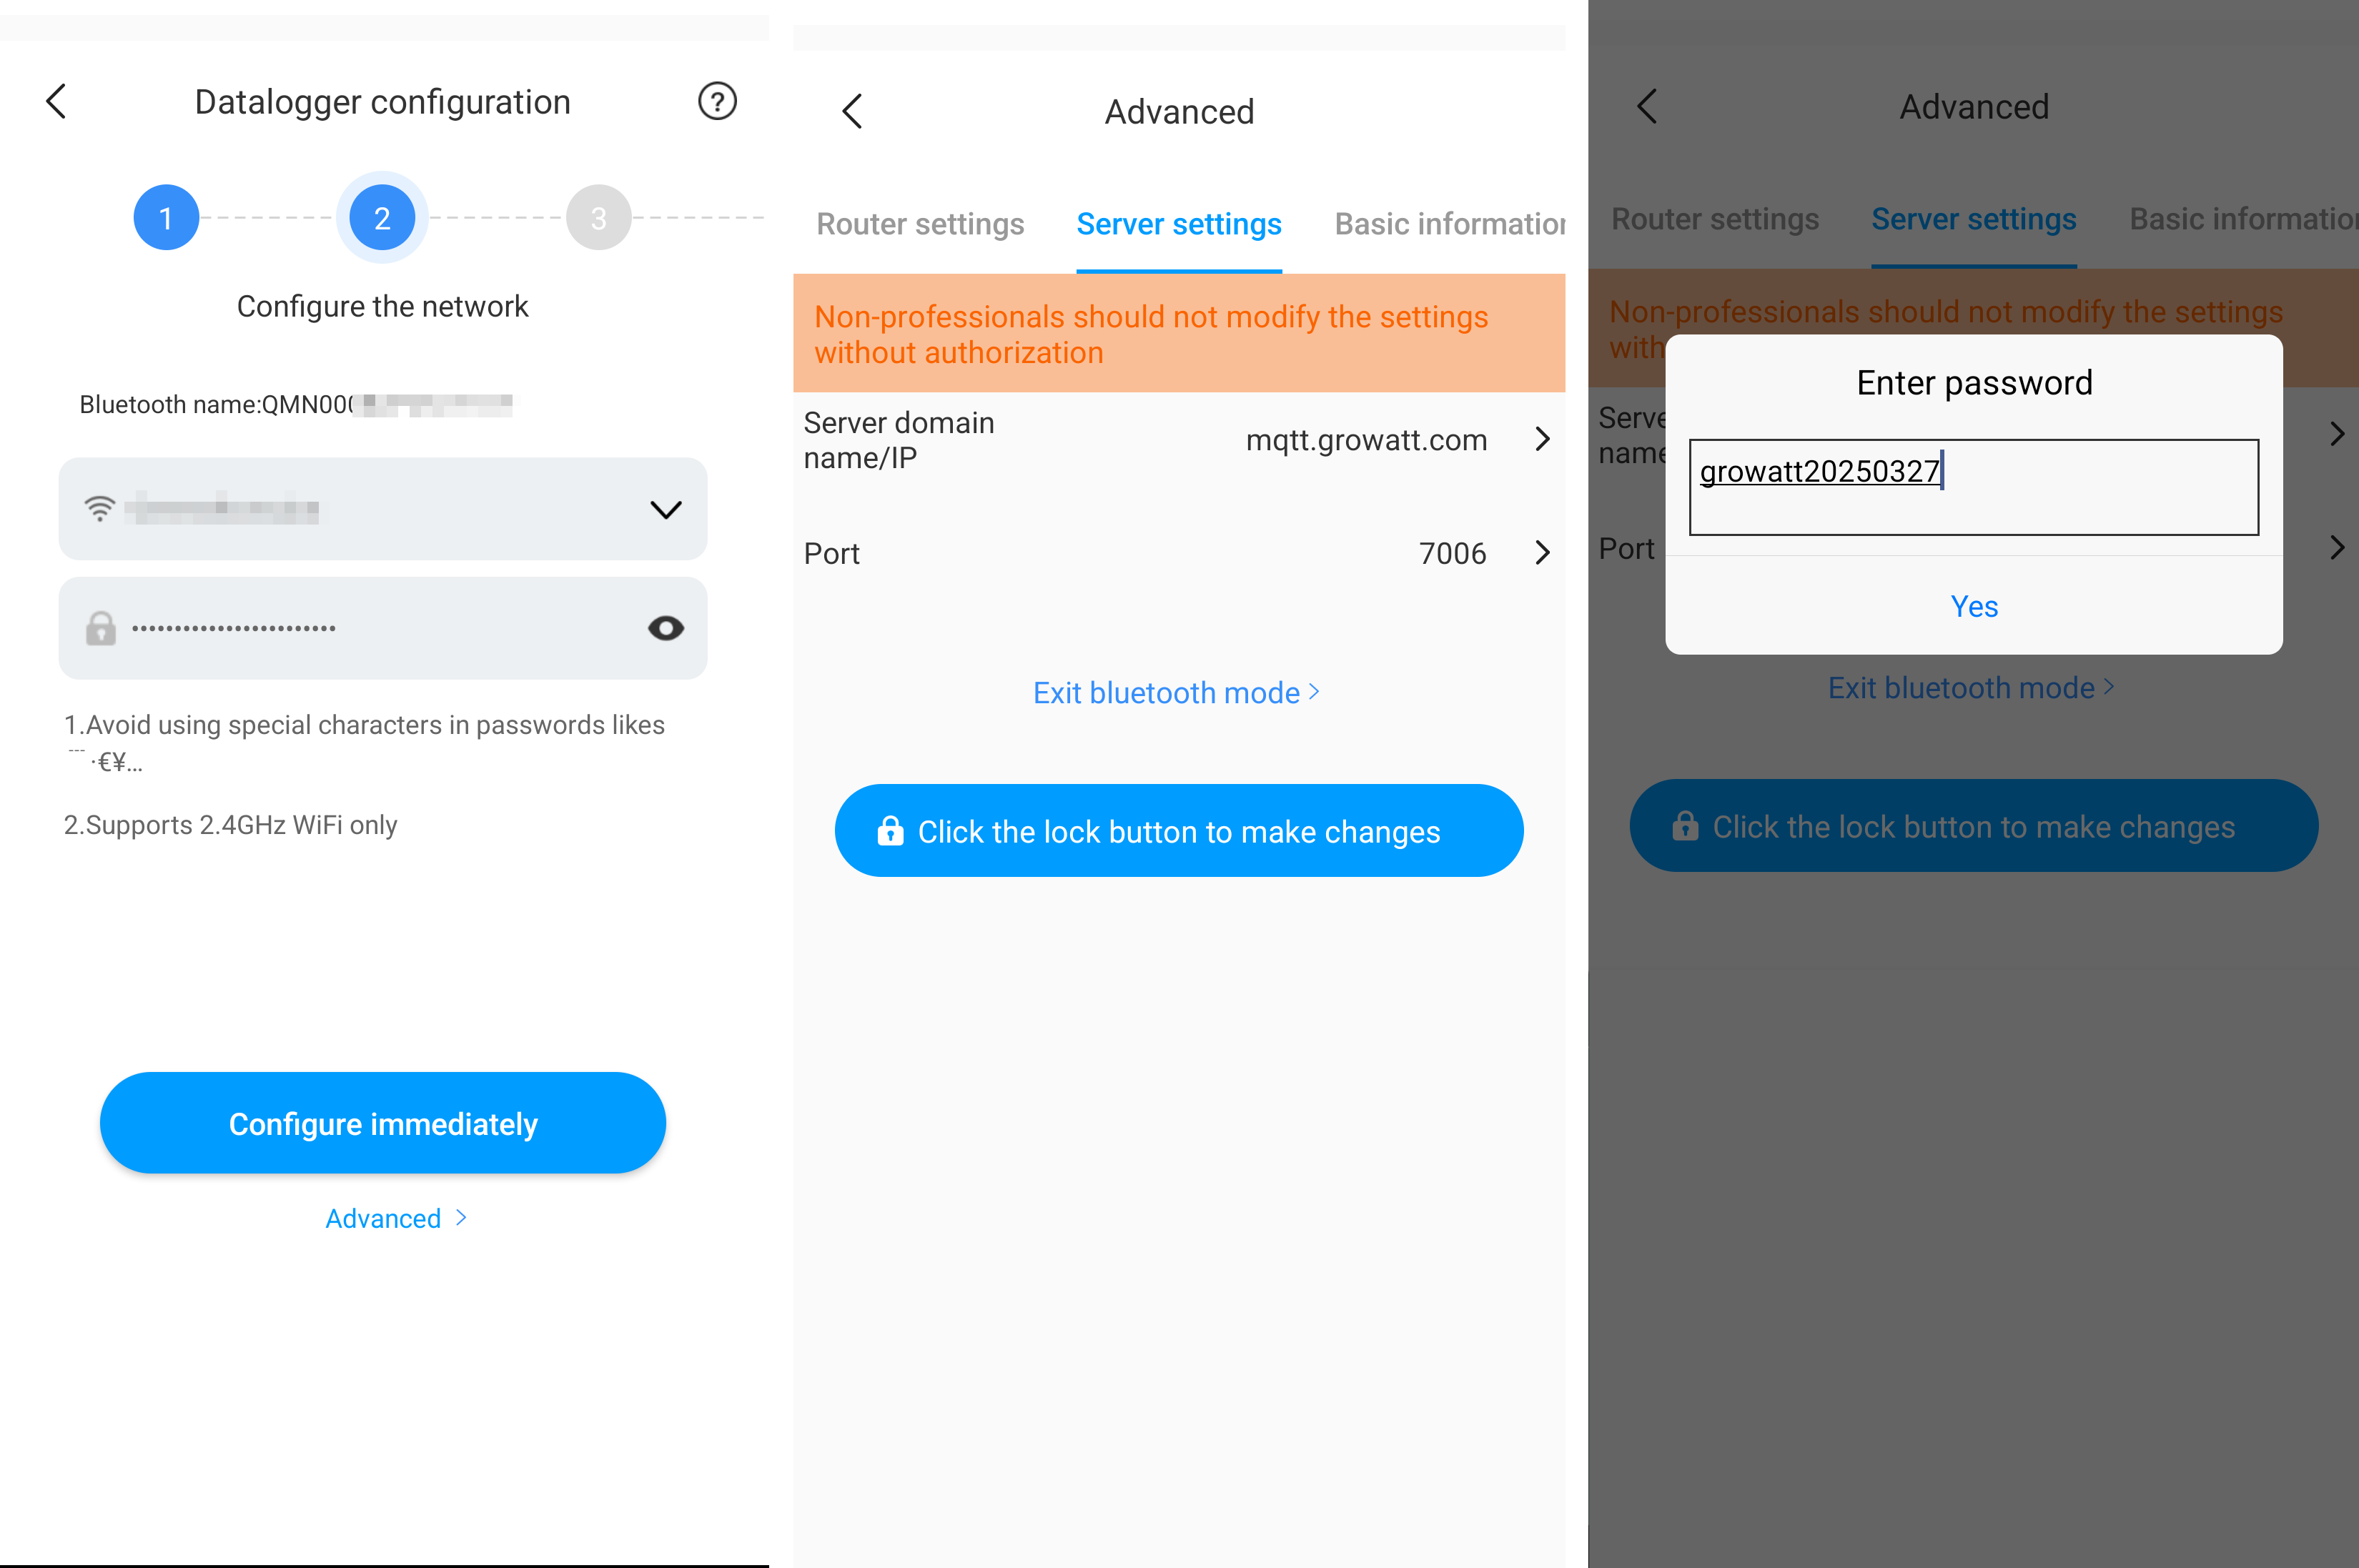 Datalogger configuration
?
1
2
3
Configure the network
Bluetooth name:QMN00
••••••••••••••••••••••••
1.Avoid using special characters in passwords likes
¯¯¯ ·€¥...
2.Supports 2.4GHz WiFi only
Configure immediately
Advanced >
Advanced
Router settings
Server settings
Basic information
Non-professionals should not modify the settings
without authorization
Server domain
name/IP
mqtt.growatt.com
Port
7006
Exit bluetooth mode >
Click the lock button to make changes
Advanced
Router settings
Server settings
Basic information
Non-professionals should not modify the settings
with
Enter password
growatt20250327
Serve
name
Port
Yes
Exit bluetooth mode >
Click the lock button to make changes